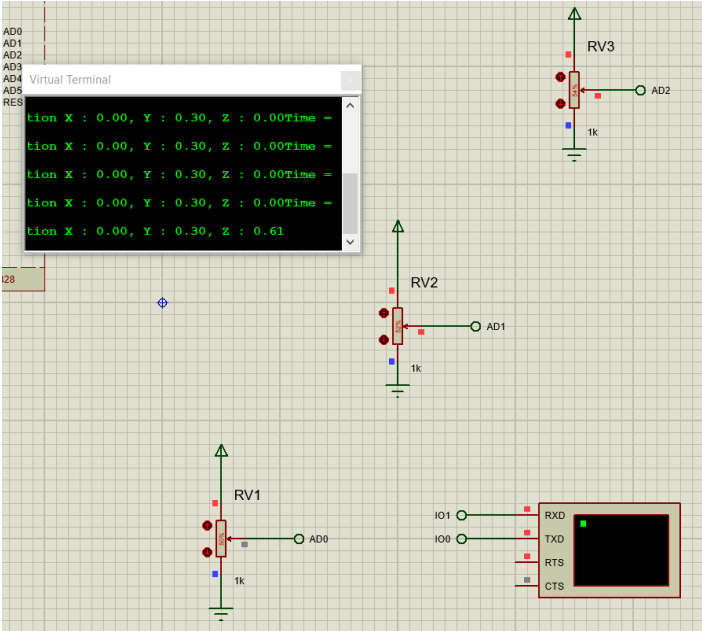 AD0
AD1
AD2
AD3
AD4
AD5
RES
Virtual Terminal
tion X : 0.00, Y : 0.30, Z : 0.00Time =
tion X : 0.00, Y : 0.30, Z : 0.00Time =
tion X : 0.00, Y : 0.30, Z : 0.00Time =
tion X : 0.00, Y : 0.30, Z : 0.00Time =
tion X : 0.00, Y : 0.30, Z : 0.61
RV3
54%
AD2
1k
328
RV2
52%
AD1
1k
RV1
50%
AD0
1k
IO1
IO0
RXD
TXD
RTS
CTS